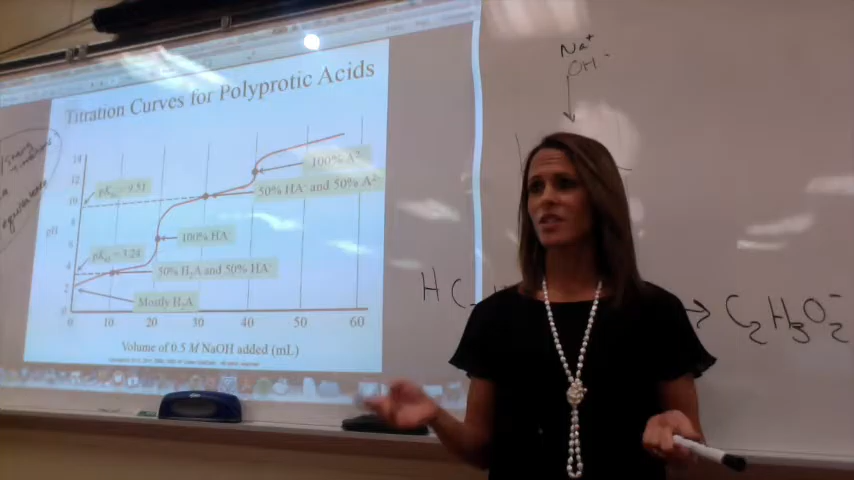 Titration Curves for Polyprotic Acids
Na⁺
OH⁻
14
12
10
8
6
4
2
0
pH
pKₐ₂ = 9.51
pKₐ₁ = 3.24
100% A²⁻
50% HA⁻ and 50% A²⁻
100% HA⁻
50% H₂A and 50% HA⁻
Mostly H₂A
0 10 20 30 40 50 60
Volume of 0.5 M NaOH added (mL)
HC
→ C₂H₃O₂⁻